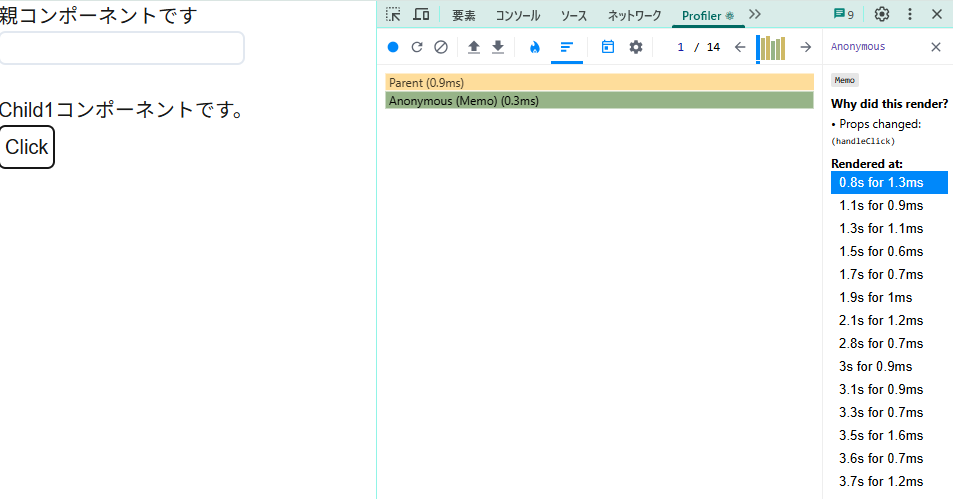 親コンポーネントです
Child1コンポーネントです。
Click
要素 コンソール ソース ネットワーク Profiler 9
1 / 14
Parent (0.9ms)
Anonymous (Memo) (0.3ms)
Anonymous
Memo
Why did this render?
• Props changed:
(handleClick)
Rendered at:
0.8s for 1.3ms
1.1s for 0.9ms
1.3s for 1.1ms
1.5s for 0.6ms
1.7s for 0.7ms
1.9s for 1ms
2.1s for 1.2ms
2.8s for 0.7ms
3s for 0.9ms
3.1s for 0.9ms
3.3s for 0.7ms
3.5s for 1.6ms
3.6s for 0.7ms
3.7s for 1.2ms